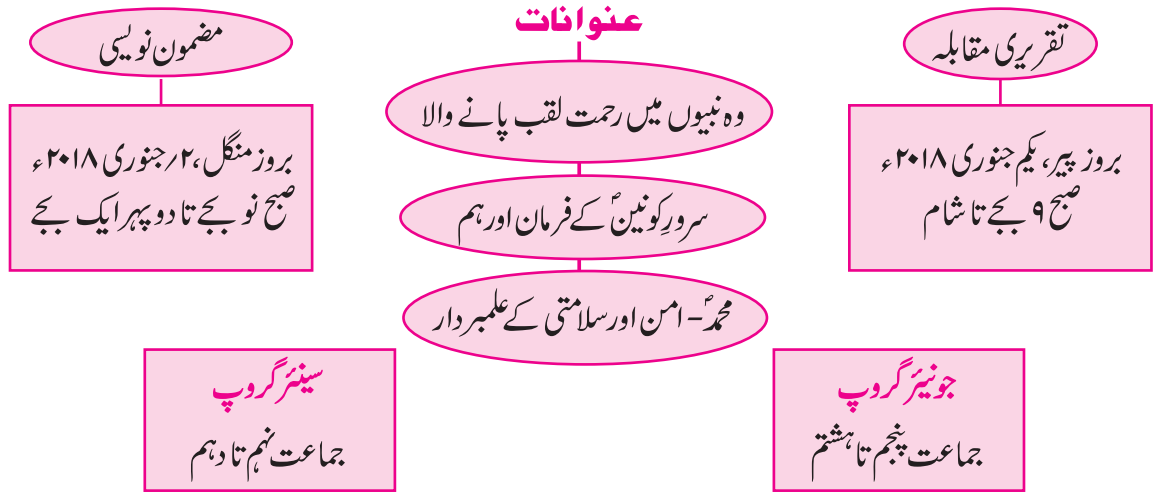 عنوانات
تقریری مقابلہ
بروز پیر، یکم جنوری ۲۰۱۸ء
صبح ۹ بجے تا شام
وہ نبیوں میں رحمت لقب پانے والا
سرورِ کونینؐ کے فرمان اور ہم
محمدؐ - امن اور سلامتی کے علمبردار
مضمون نویسی
بروز منگل، ۲؍جنوری ۲۰۱۸ء
صبح نو بجے تا دوپہر ایک بجے
جونیئر گروپ
جماعت پنجم تا ہشتم
سینئر گروپ
جماعت نہم تا دہم